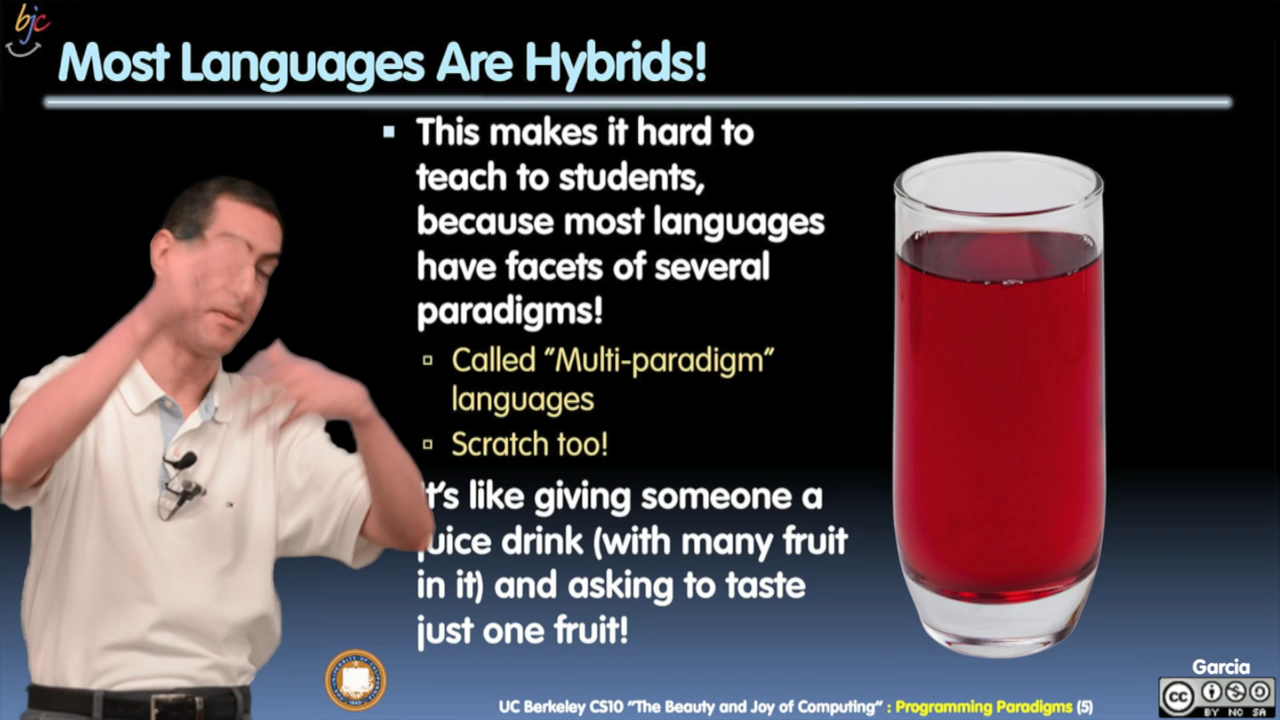 bjc
Most Languages Are Hybrids!
This makes it hard to
teach to students,
because most languages
have facets of several
paradigms!
Called “Multi-paradigm”
languages
Scratch too!
It’s like giving someone a
juice drink (with many fruit
in it) and asking to taste
just one fruit!
Garcia
UC Berkeley CS10 “The Beauty and Joy of Computing” : Programming Paradigms (5)
cc
BY NC SA